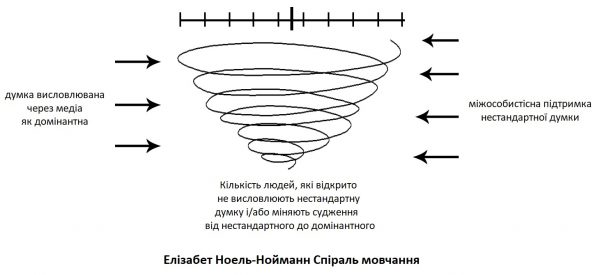 думка висловлювана
через медіа
як домінантна
міжособистісна підтримка
нестандартної думки
Кількість людей, які відкрито
не висловлюють нестандартну
думку і/або міняють судження
від нестандартного до домінантного
Елізабет Ноель-Нойманн Спіраль мовчання